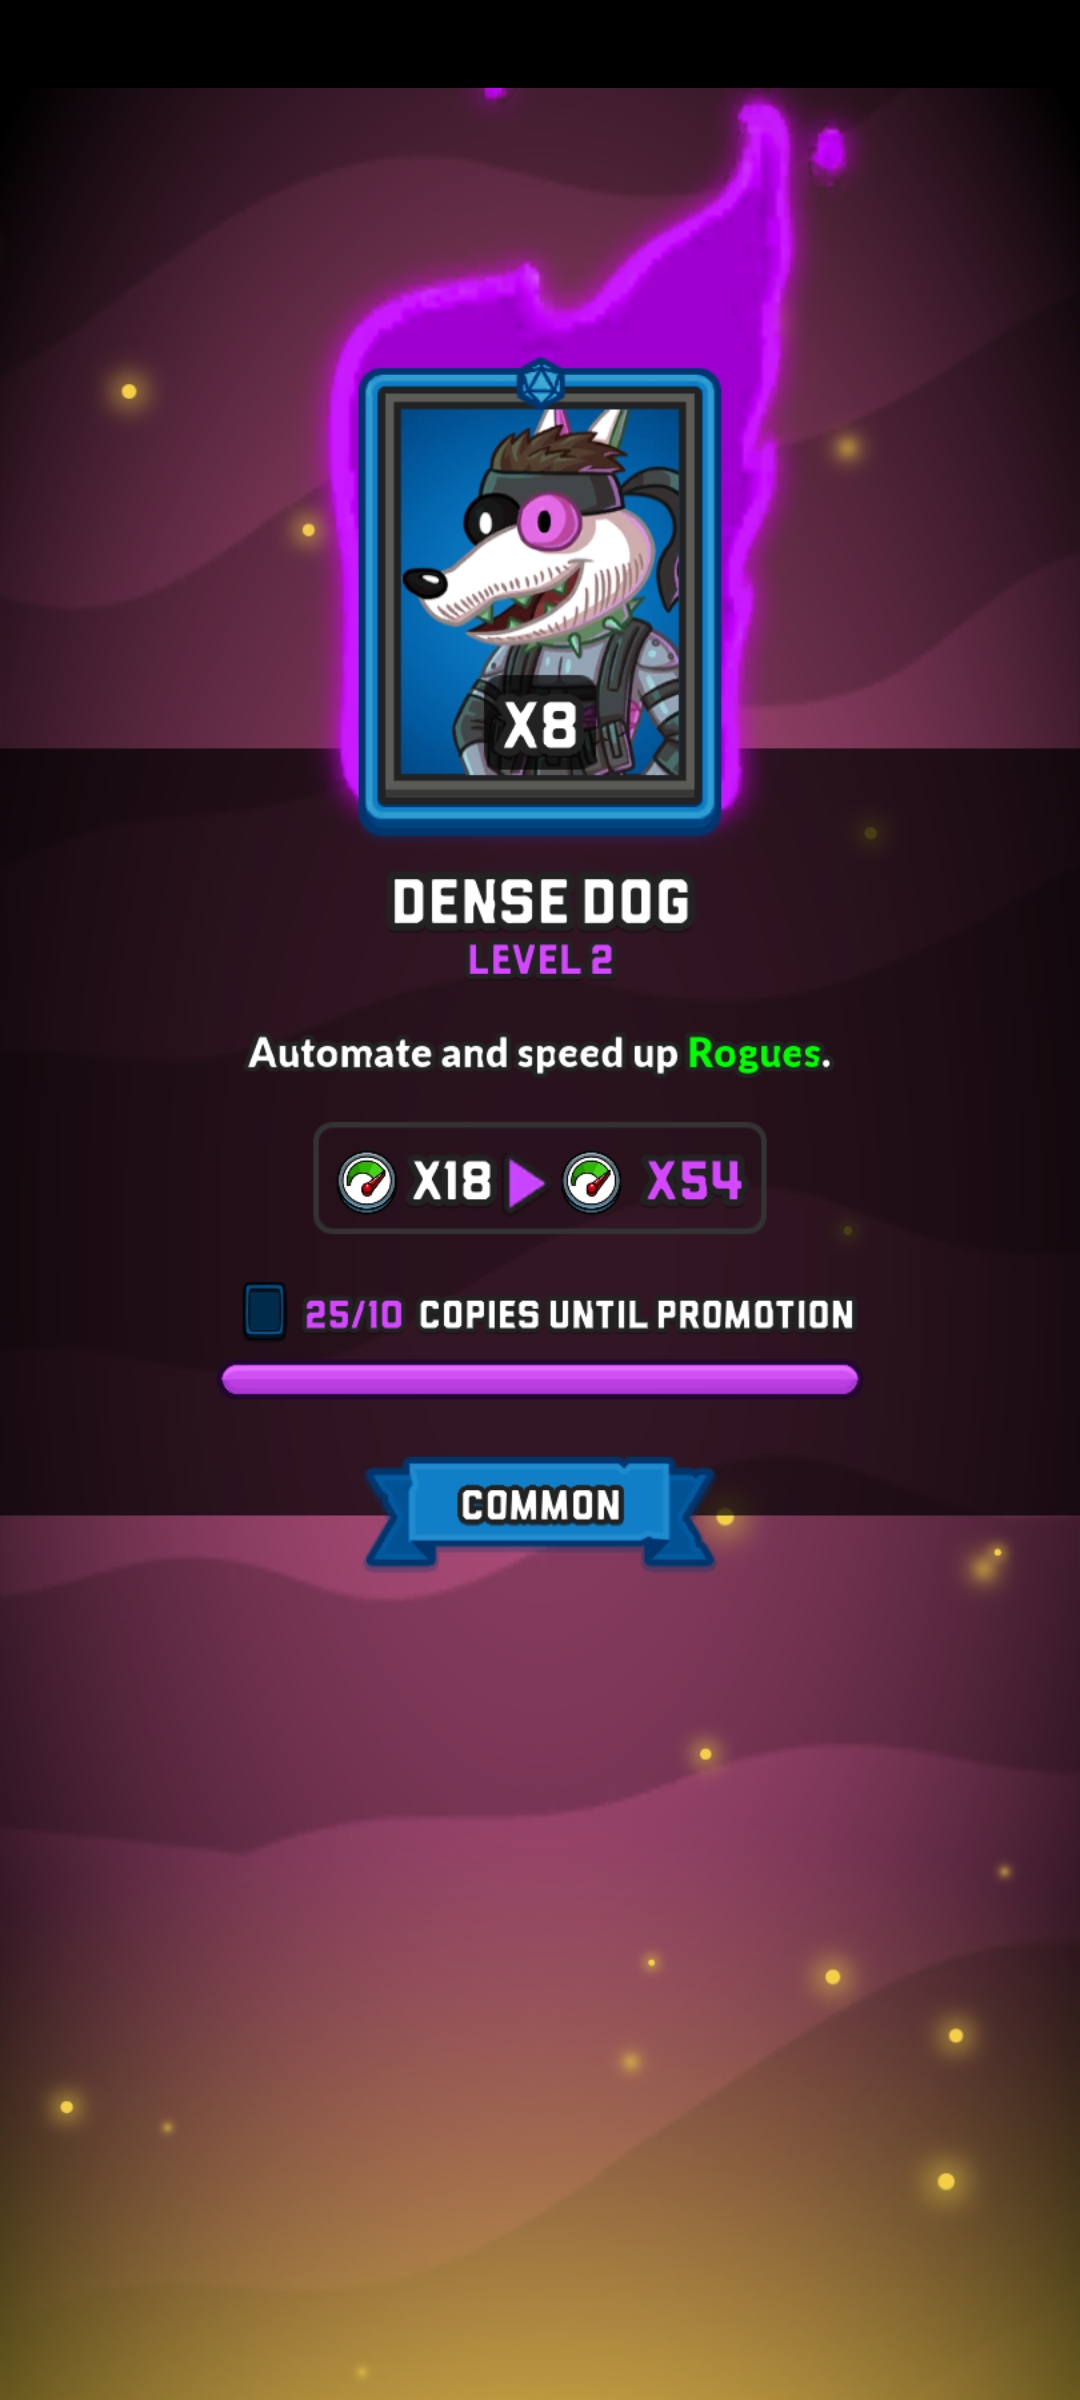 X8
DENSE DOG
LEVEL 2
Automate and speed up Rogues.
X18 X54
25/10 COPIES UNTIL PROMOTION
COMMON